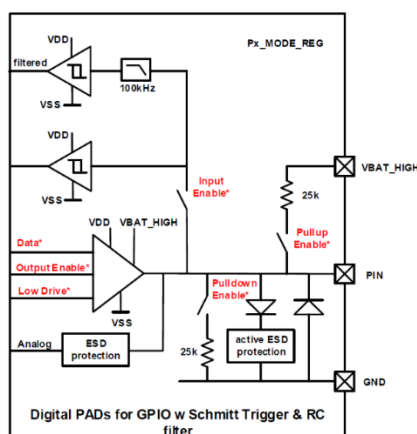 VDD
Px_MODE_REG
filtered
100kHz
VSS
VDD
VBAT_HIGH
Input
Enable*
25k
VSS
Pullup
Enable*
VDD
VBAT_HIGH
Data*
Output Enable*
PIN
Low Drive*
Pulldown
Enable*
VSS
Analog
ESD
protection
25k
active ESD
protection
GND
Digital PADs for GPIO w Schmitt Trigger & RC
filter